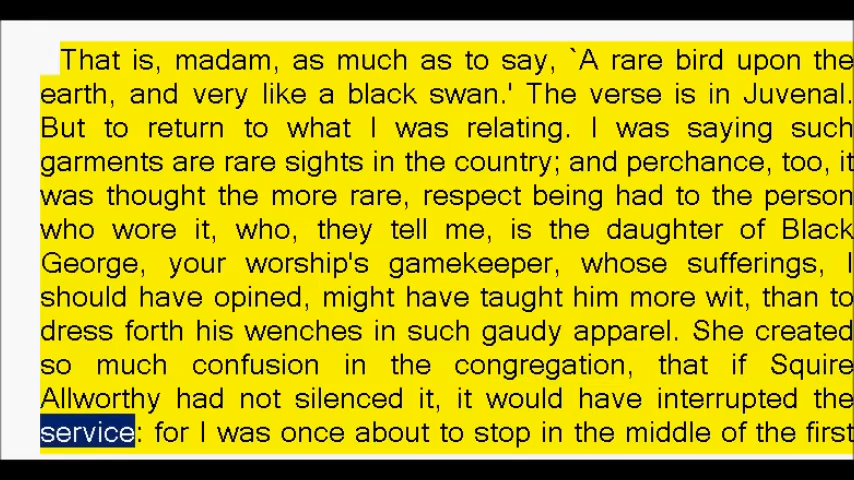 That is, madam, as much as to say, `A rare bird upon the
earth, and very like a black swan.' The verse is in Juvenal.
But to return to what I was relating. I was saying such
garments are rare sights in the country; and perchance, too, it
was thought the more rare, respect being had to the person
who wore it, who, they tell me, is the daughter of Black
George, your worship's gamekeeper, whose sufferings, I
should have opined, might have taught him more wit, than to
dress forth his wenches in such gaudy apparel. She created
so much confusion in the congregation, that if Squire
Allworthy had not silenced it, it would have interrupted the
service: for I was once about to stop in the middle of the first